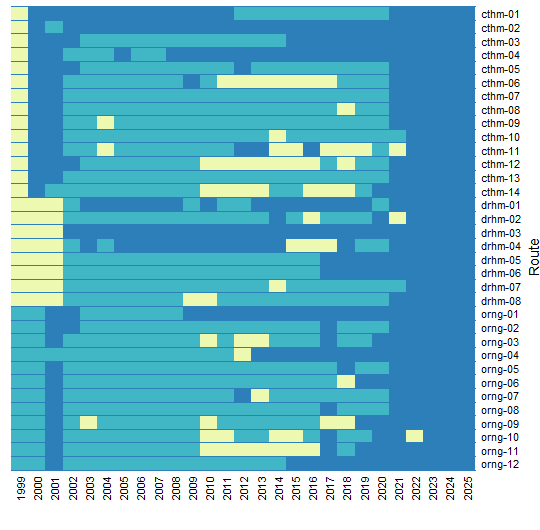 cthm-01
cthm-02
cthm-03
cthm-04
cthm-05
cthm-06
cthm-07
cthm-08
cthm-09
cthm-10
cthm-11
cthm-12
cthm-13
cthm-14
drhm-01
drhm-02
drhm-03
drhm-04
drhm-05
drhm-06
drhm-07
drhm-08
orng-01
orng-02
orng-03
orng-04
orng-05
orng-06
orng-07
orng-08
orng-09
orng-10
orng-11
orng-12
Route
1999 2000 2001 2002 2003 2004 2005 2006 2007 2008 2009 2010 2011 2012 2013 2014 2015 2016 2017 2018 2019 2020 2021 2022 2023 2024 2025